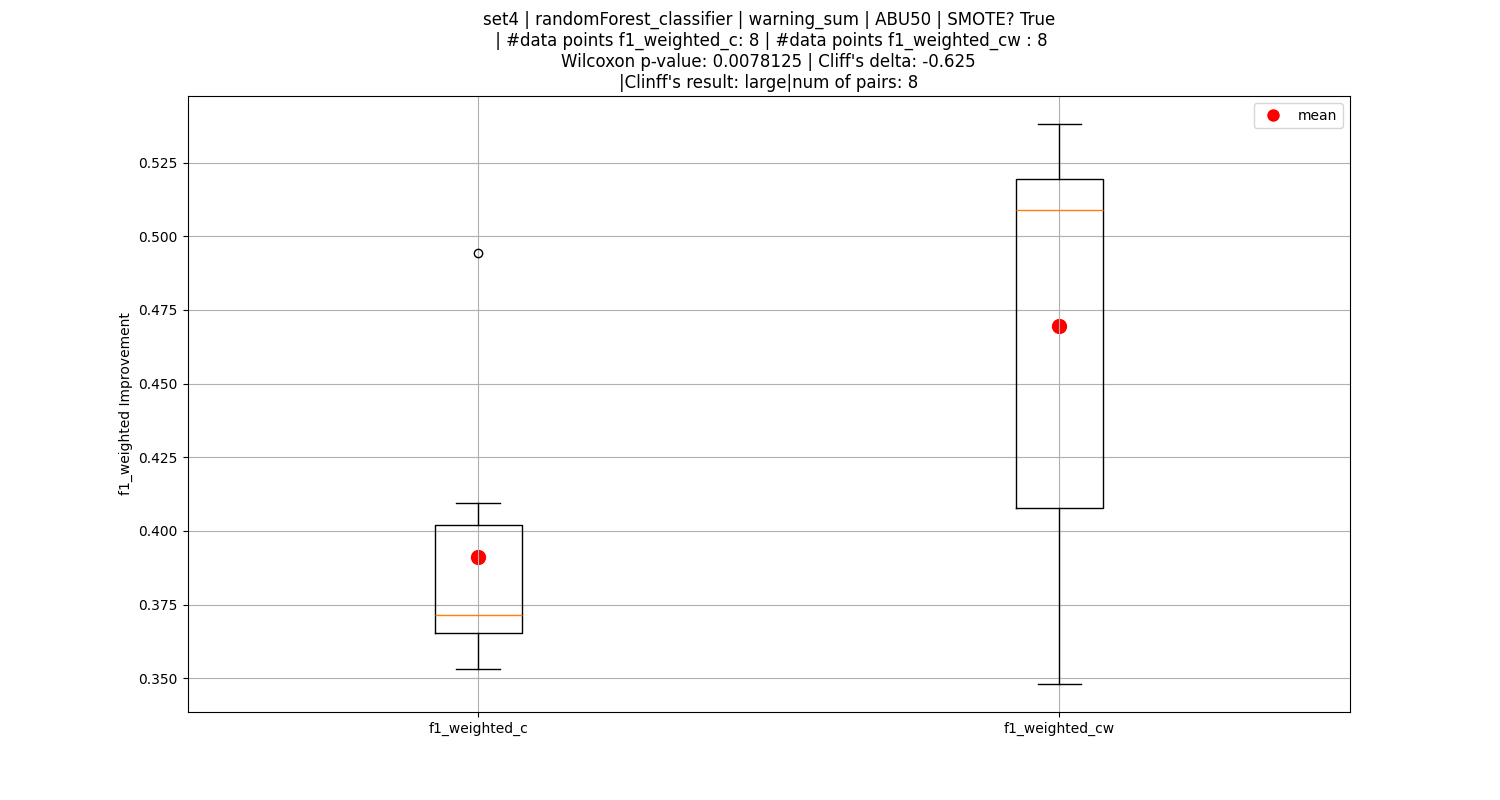 set4 | randomForest_classifier | warning_sum | ABU50 | SMOTE? True
| #data points f1_weighted_c: 8 | #data points f1_weighted_cw : 8
Wilcoxon p-value: 0.0078125 | Cliff's delta: -0.625
|Clinff's result: large|num of pairs: 8
mean
f1_weighted Improvement
0.525
0.500
0.475
0.450
0.425
0.400
0.375
0.350
f1_weighted_c
f1_weighted_cw